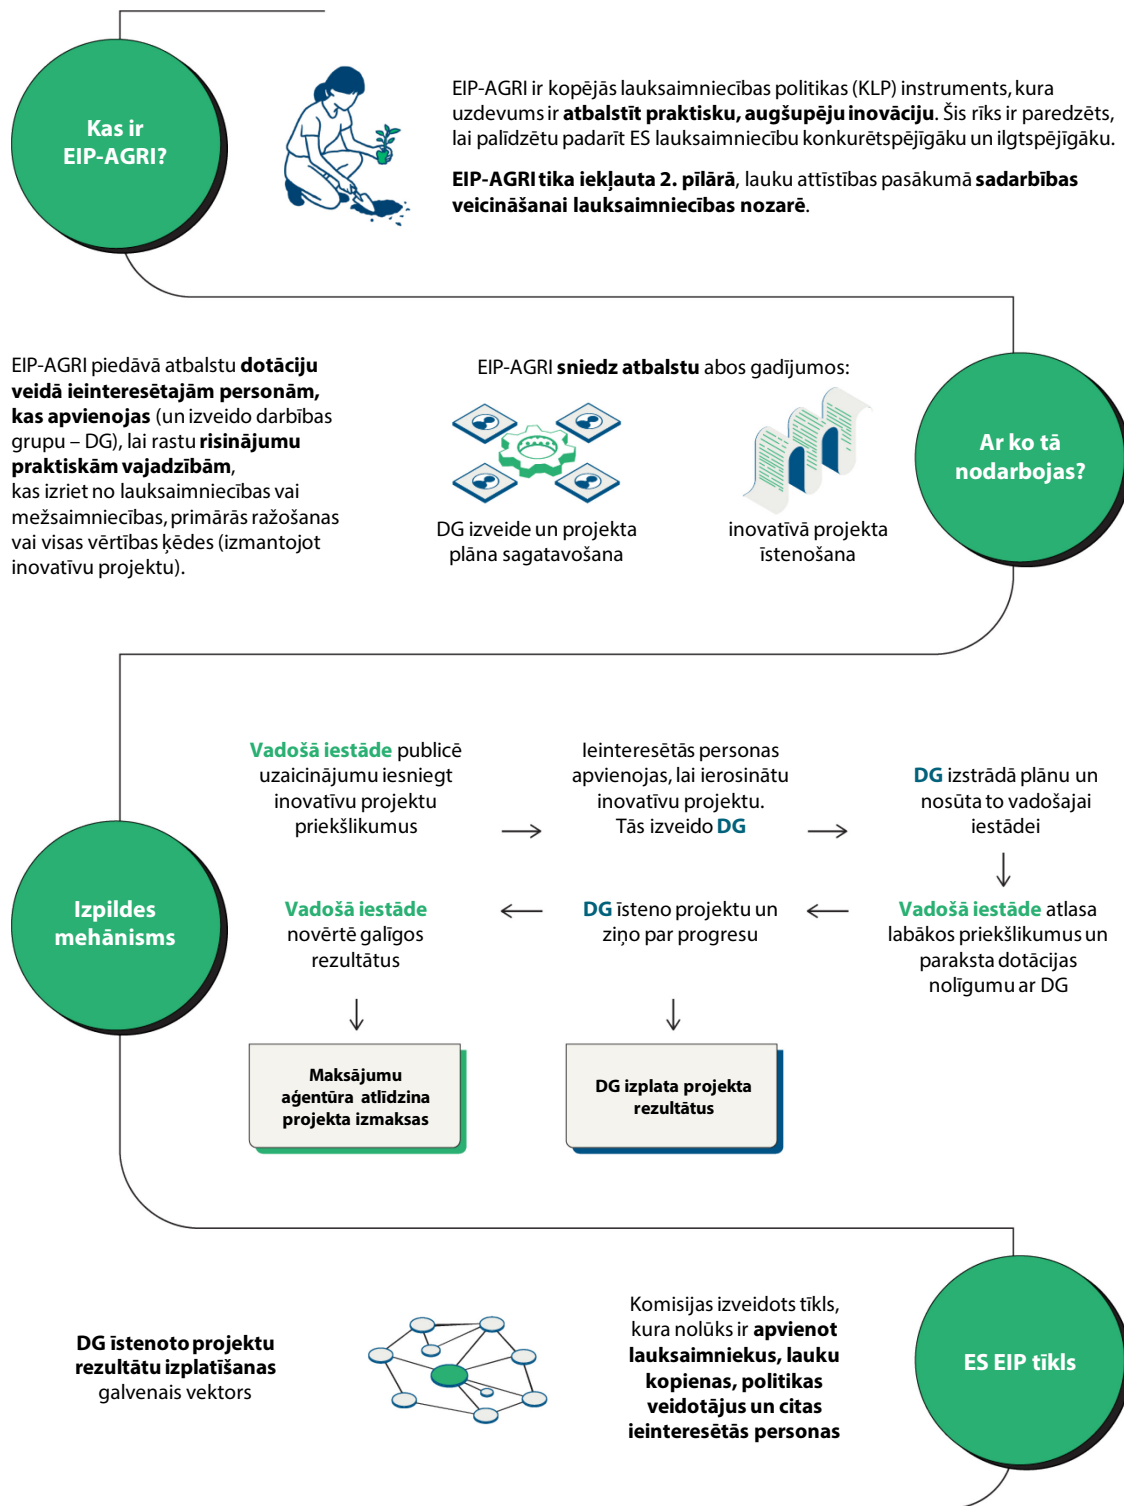 Kas ir
EIP-AGRI?
EIP-AGRI ir kopējās lauksaimniecības politikas (KLP) instruments, kura
uzdevums ir atbalstīt praktisku, augšupēju inovāciju. Šis rīks ir paredzēts,
lai palīdzētu padarīt ES lauksaimniecību konkurētspējīgāku un ilgtspējīgāku.
EIP-AGRI tika iekļauta 2. pīlārā, lauku attīstības pasākumā sadarbības
veicināšanai lauksaimniecības nozarē.
EIP-AGRI piedāvā atbalstu dotāciju
veidā ieinteresētajām personām,
kas apvienojas (un izveido darbības
grupu – DG), lai rastu risinājumu
praktiskām vajadzībām,
kas izriet no lauksaimniecības vai
mežsaimniecības, primārās ražošanas
vai visas vērtības ķēdes (izmantojot
inovatīvu projektu).
EIP-AGRI sniedz atbalstu abos gadījumos:
DG izveide un projekta
plāna sagatavošana
inovatīvā projekta
īstenošana
Ar ko tā
nodarbojas?
Izpildes
mehānisms
Vadošā iestāde publicē
uzaicinājumu iesniegt
inovatīvu projektu
priekšlikumus
Ieinteresētās personas
apvienojas, lai ierosinātu
inovatīvu projektu.
Tās izveido DG
DG izstrādā plānu un
nosūta to vadošajai
iestādei
Vadošā iestāde atlasa
labākos priekšlikumus un
paraksta dotācijas
nolīgumu ar DG
DG īsteno projektu un
ziņo par progresu
Vadošā iestāde
novērtē galīgos
rezultātus
Maksājumu
aģentūra atlīdzina
projekta izmaksas
DG izplata projekta
rezultātus
DG īstenoto projektu
rezultātu izplatīšanas
galvenais vektors
Komisijas izveidots tīkls,
kura nolūks ir apvienot
lauksaimniekus, lauku
kopienas, politikas
veidotājus un citas
ieinteresētās personas
ES EIP tīkls